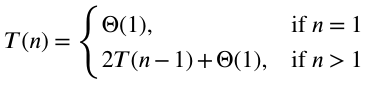 Θ(1), if n = 1
T(n) =
2T(n − 1) + Θ(1), if n > 1